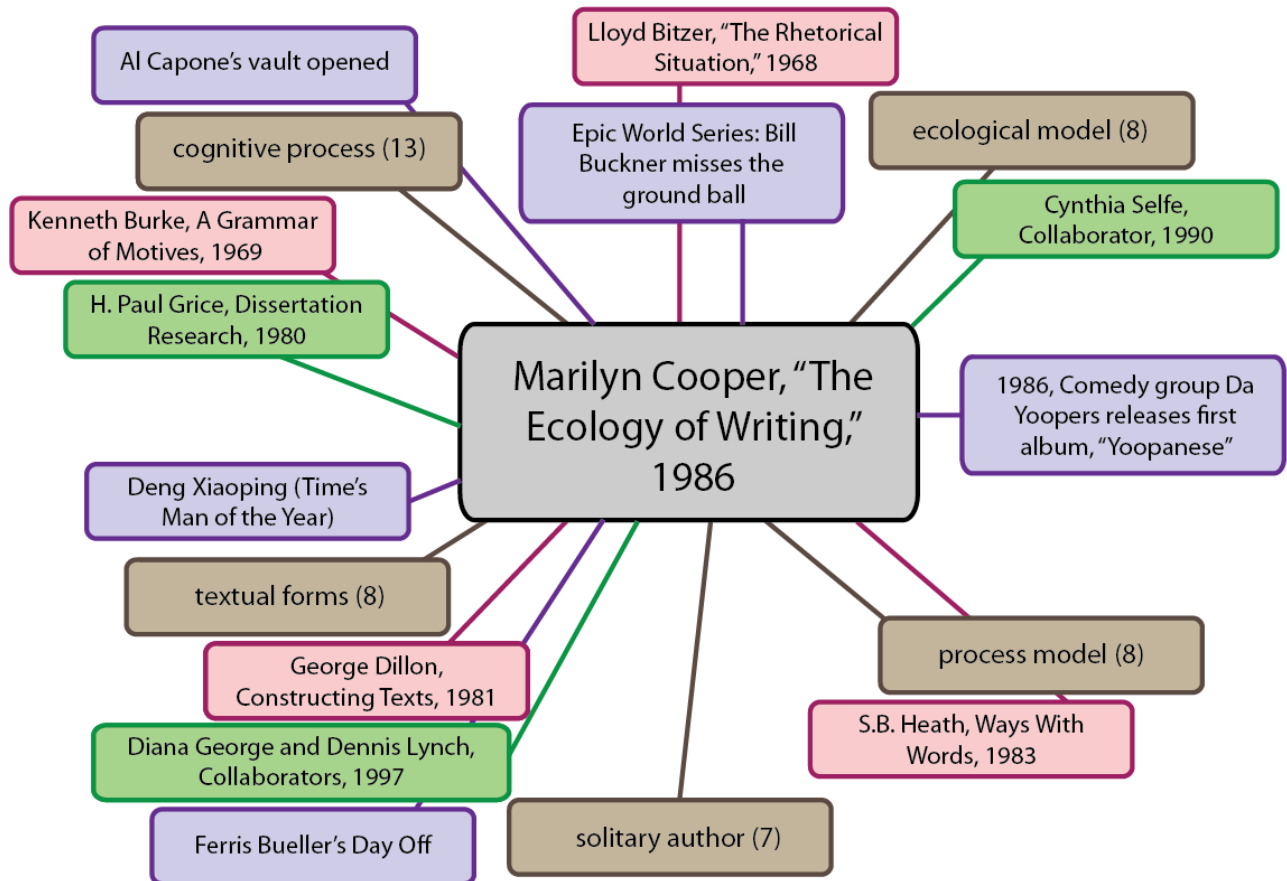 Al Capone’s vault opened
Lloyd Bitzer, “The Rhetorical
Situation,” 1968
cognitive process (13)
Epic World Series: Bill
Buckner misses the
ground ball
ecological model (8)
Kenneth Burke, A Grammar
of Motives, 1969
Cynthia Selfe,
Collaborator, 1990
H. Paul Grice, Dissertation
Research, 1980
Marilyn Cooper, “The
Ecology of Writing,”
1986
1986, Comedy group Da
Yoopers releases first
album, “Yoopanese”
Deng Xiaoping (Time’s
Man of the Year)
textual forms (8)
process model (8)
George Dillon,
Constructing Texts, 1981
S.B. Heath, Ways With
Words, 1983
Diana George and Dennis Lynch,
Collaborators, 1997
Ferris Bueller’s Day Off
solitary author (7)